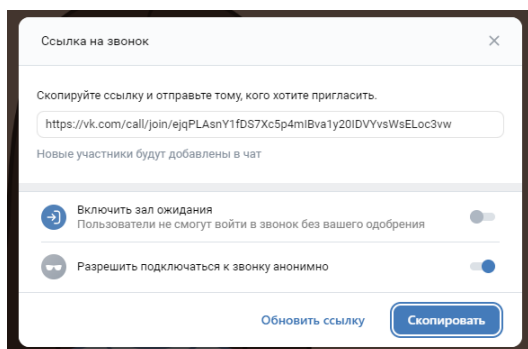 Ссылка на звонок
Скопируйте ссылку и отправьте тому, кого хотите пригласить.
https://vk.com/call/join/ejqPLAsnY1fDS7Xc5p4mIBva1y20IDVYvsWsELoc3vw
Новые участники будут добавлены в чат
Включить зал ожидания
Пользователи не смогут войти в звонок без вашего одобрения
Разрешить подключаться к звонку анонимно
Обновить ссылку
Скопировать